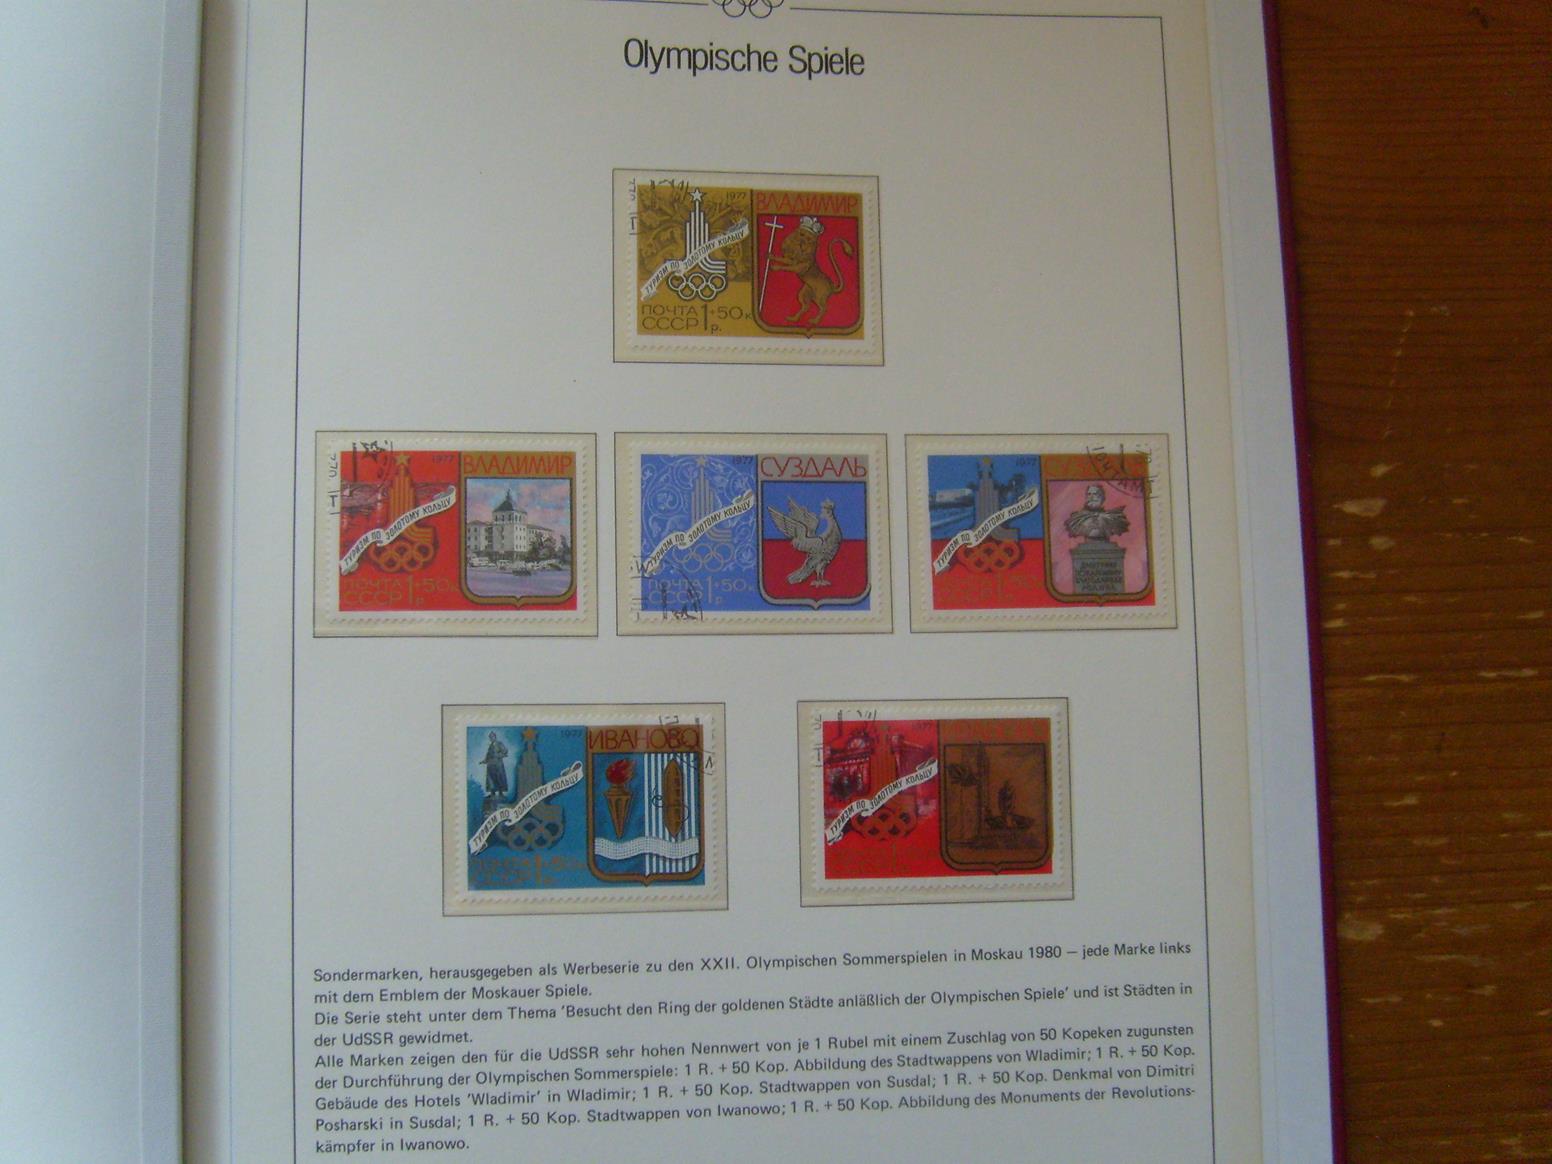 Olympische Spiele
1977 ВЛАДИМИР
ТУРИЗМ ПО ЗОЛОТОМУ КОЛЬЦУ
ПОЧТА 1+50к
СССР р.
1977 ВЛАДИМИР
ТУРИЗМ ПО ЗОЛОТОМУ КОЛЬЦУ
ПОЧТА 1+50к
СССР р.
1977 СУЗДАЛЬ
ТУРИЗМ ПО ЗОЛОТОМУ КОЛЬЦУ
ПОЧТА 1+50к
СССР р.
1977
ТУРИЗМ ПО ЗОЛОТОМУ КОЛЬЦУ
ПОЧТА
СССР
1977 ИВАНОВО
ТУРИЗМ ПО ЗОЛОТОМУ КОЛЬЦУ
ПОЧТА 1+50к
1977
ТУРИЗМ ПО ЗОЛОТОМУ КОЛЬЦУ
Sondermarken, herausgegeben als Werbeserie zu den XXII. Olympischen Sommerspielen in Moskau 1980 – jede Marke links
mit dem Emblem der Moskauer Spiele.
Die Serie steht unter dem Thema 'Besucht den Ring der goldenen Städte anläßlich der Olympischen Spiele' und ist Städten in
der UdSSR gewidmet.
Alle Marken zeigen den für die UdSSR sehr hohen Nennwert von je 1 Rubel mit einem Zuschlag von 50 Kopeken zugunsten
der Durchführung der Olympischen Sommerspiele: 1 R. + 50 Kop. Abbildung des Stadtwappens von Wladimir; 1 R. + 50 Kop.
Gebäude des Hotels 'Wladimir' in Wladimir; 1 R. + 50 Kop. Stadtwappen von Susdal; 1 R. + 50 Kop. Denkmal von Dimitri
Posharski in Susdal; 1 R. + 50 Kop. Stadtwappen von Iwanowo; 1 R. + 50 Kop. Abbildung des Monuments der Revolutions-
kämpfer in Iwanowo.